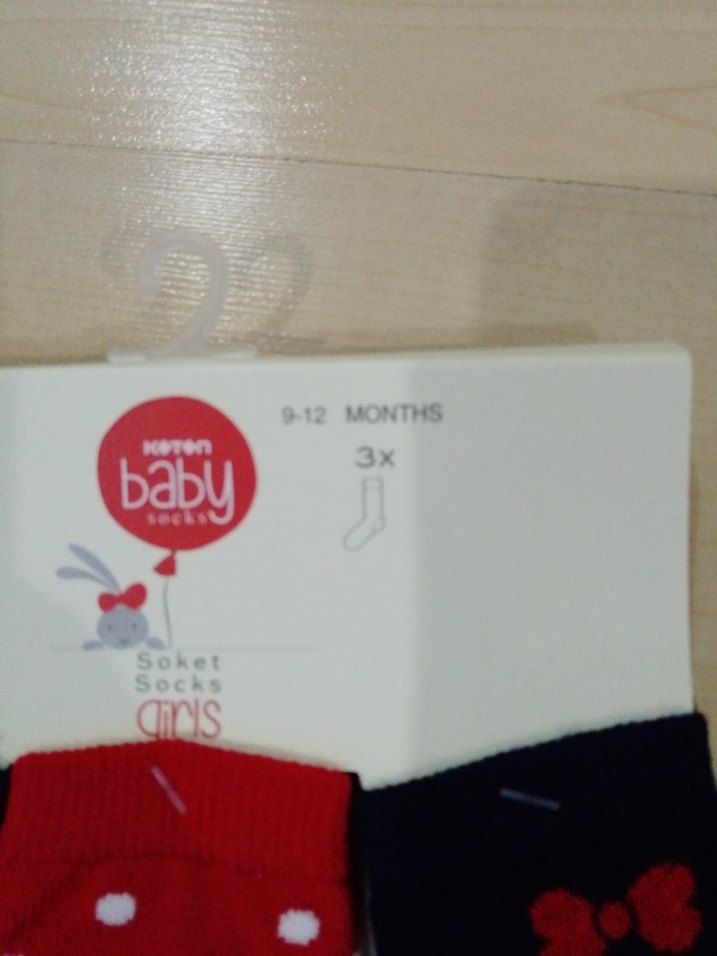 KOTON
baby
socks
9-12 MONTHS
3x
Soket
Socks
girls